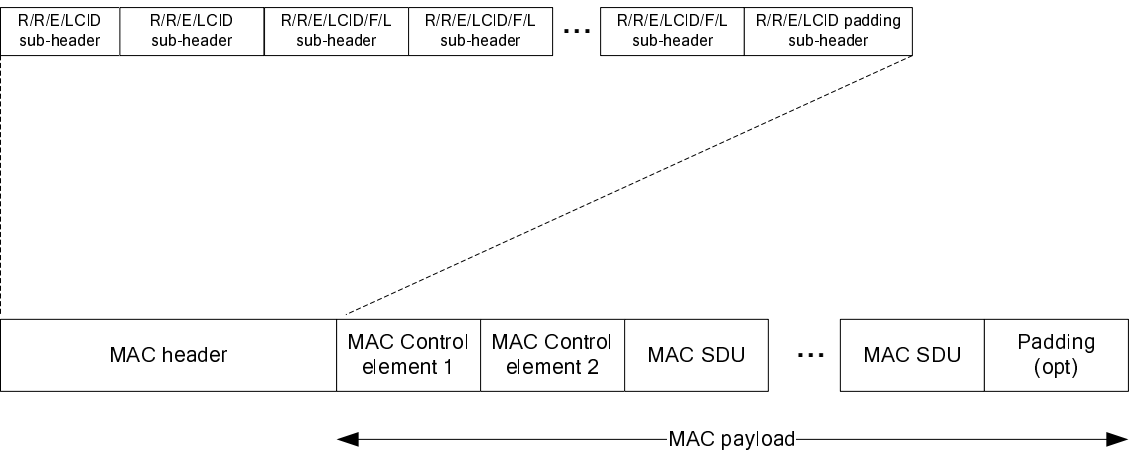 R/R/E/LCID
sub-header
R/R/E/LCID
sub-header
R/R/E/LCID/F/L
sub-header
R/R/E/LCID/F/L
sub-header
...
R/R/E/LCID/F/L
sub-header
R/R/E/LCID padding
sub-header
MAC header
MAC Control
element 1
MAC Control
element 2
MAC SDU
...
MAC SDU
Padding
(opt)
MAC payload